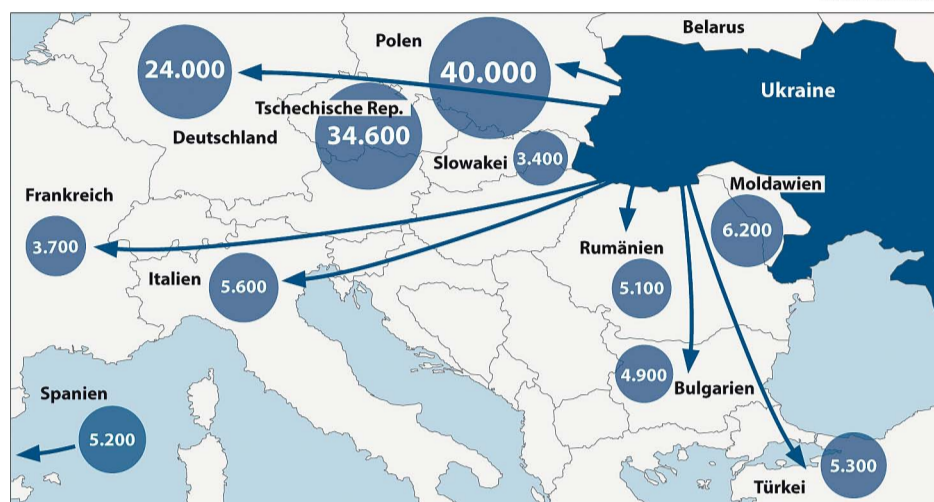 Belarus
Polen
40.000
24.000
Ukraine
Tschechische Rep.
34.600
Deutschland
Slowakei
3.400
Moldawien
6.200
Frankreich
3.700
Rumänien
5.100
Italien
5.600
4.900
Bulgarien
Spanien
5.200
5.300
Türkei